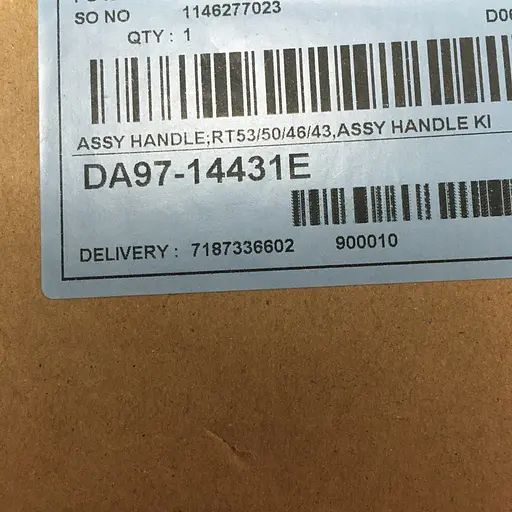 SO NO 1146277023
QTY : 1
ASSY HANDLE;RT53/50/46/43,ASSY HANDLE KI
DA97-14431E
DELIVERY : 7187336602 900010